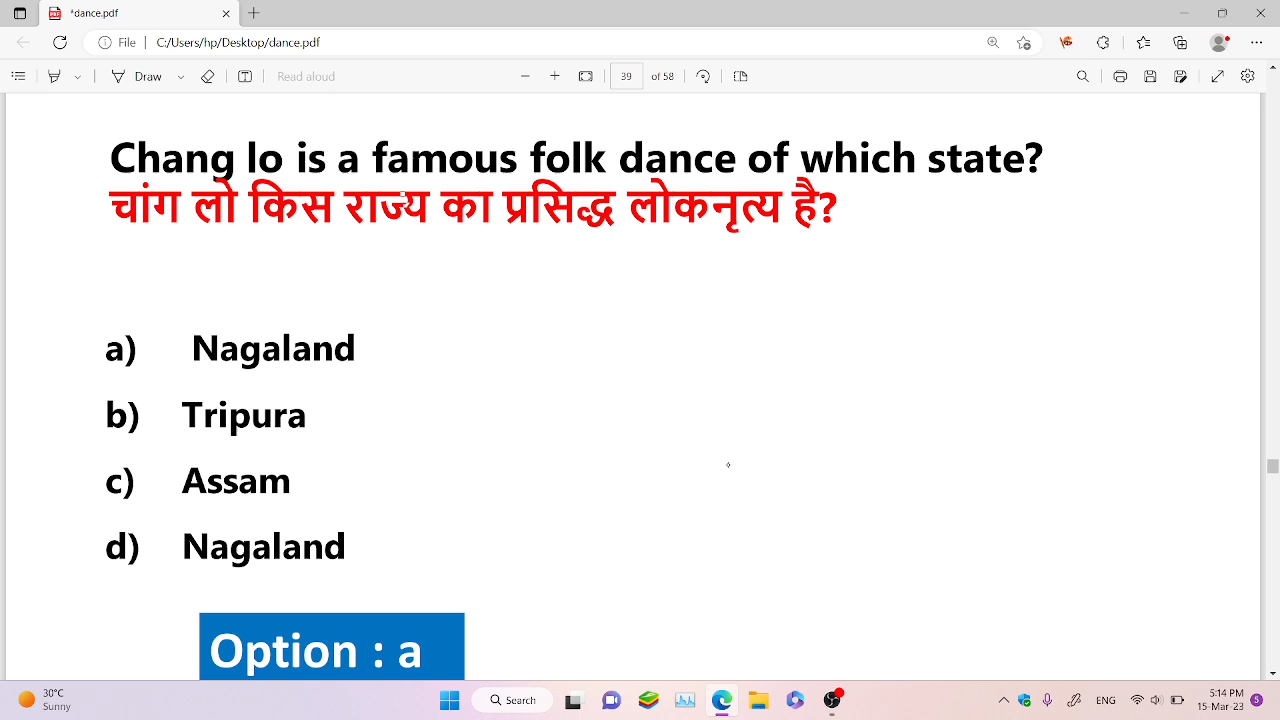 *dance.pdf
File C:/Users/hp/Desktop/dance.pdf
Draw Read aloud 39 of 58
Chang lo is a famous folk dance of which state?
चांग लो किस राज्य का प्रसिद्ध लोकनृत्य है?
a) Nagaland
b) Tripura
c) Assam
d) Nagaland
Option : a
30°C
Sunny
Search
ENG
5:14 PM
15-Mar-23
5